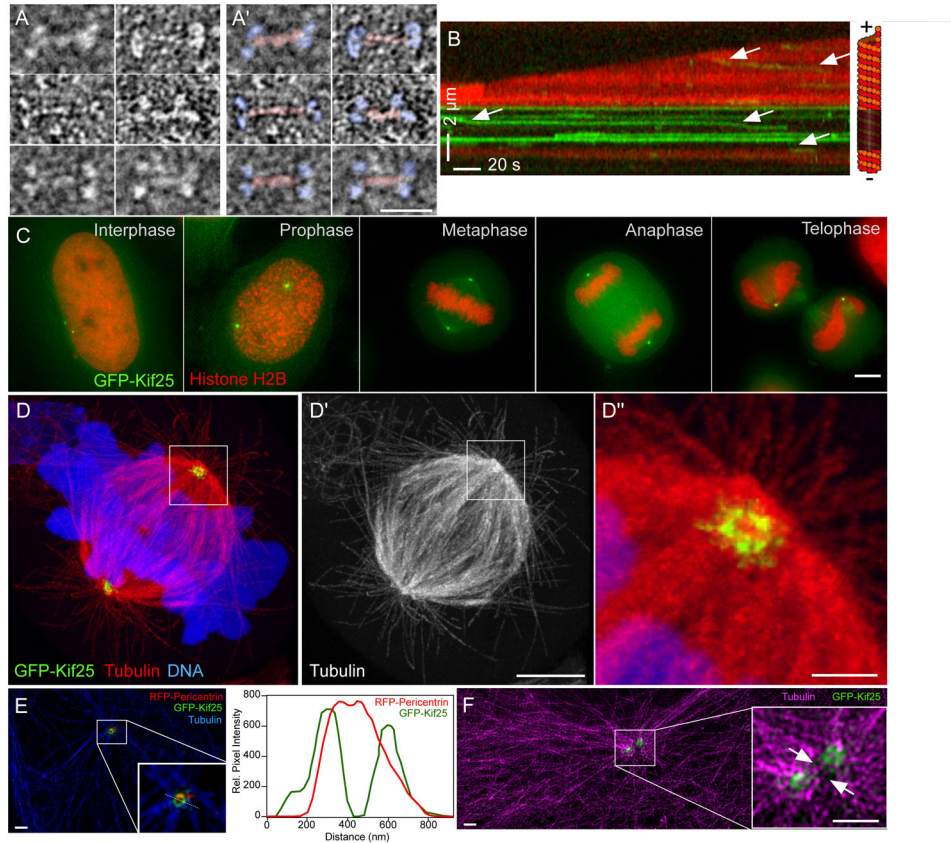 A
A'
B
+
2 µm
20 s
-
C
Interphase
Prophase
Metaphase
Anaphase
Telophase
GFP-Kif25
Histone H2B
D
D'
D"
GFP-Kif25 Tubulin DNA
Tubulin
E
RFP-Pericentrin
GFP-Kif25
Tubulin
RFP-Pericentrin
GFP-Kif25
Rel. Pixel Intensity
800
600
400
200
0
0 200 400 600 800
Distance (nm)
F
Tubulin GFP-Kif25